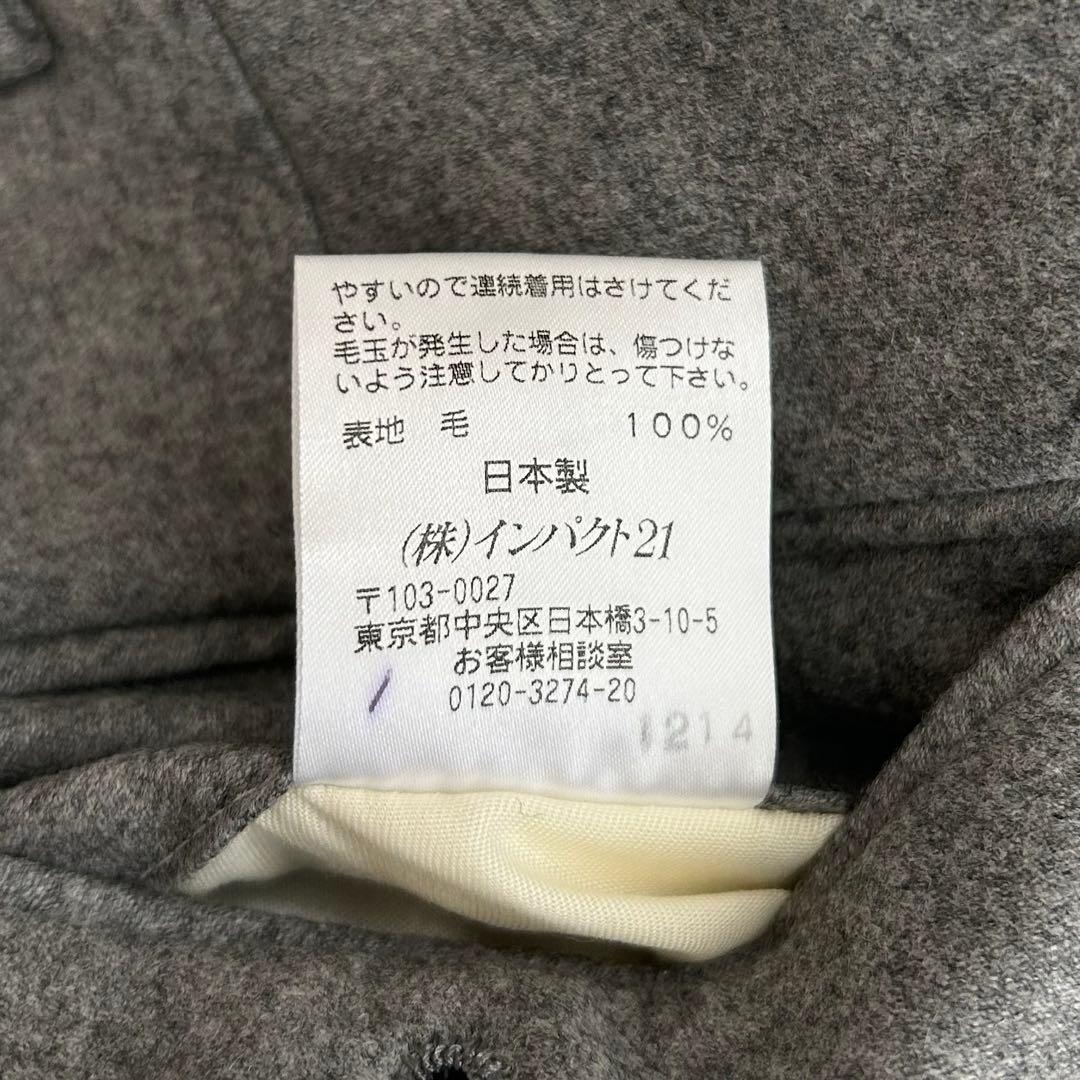 やすいので連続着用はさけてくだ
さい。
毛玉が発生した場合は、傷つけな
いよう注意してかりとって下さい。
表地 毛 100%
日本製
(株)インパクト21
〒103-0027
東京都中央区日本橋3-10-5
お客様相談室
0120-3274-20
1214